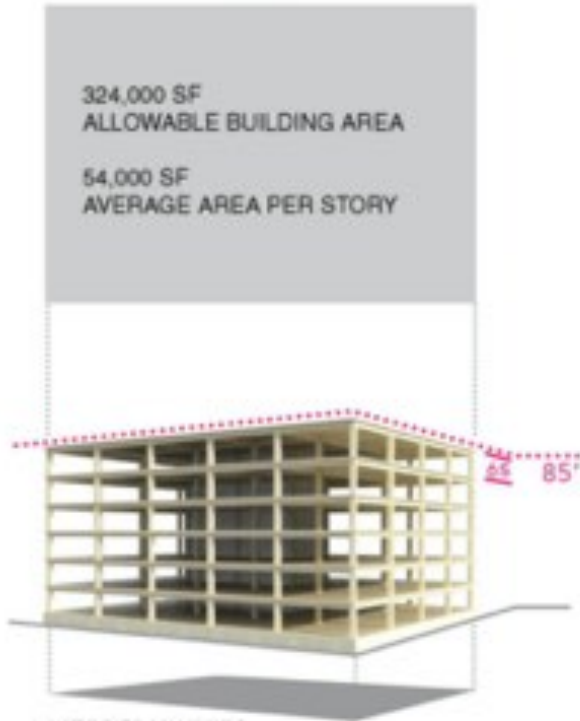 324,000 SF
ALLOWABLE BUILDING AREA
54,000 SF
AVERAGE AREA PER STORY
85'